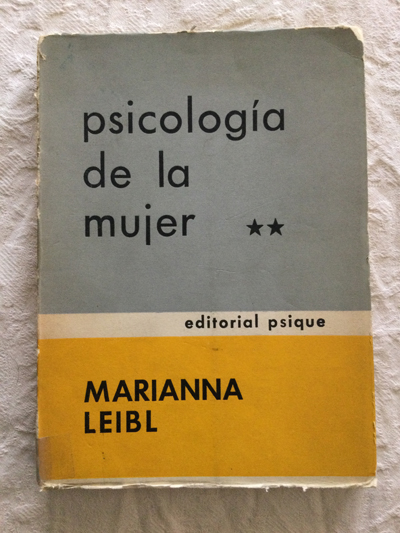 psicología
de la
mujer ★★
editorial psique
MARIANNA
LEIBL